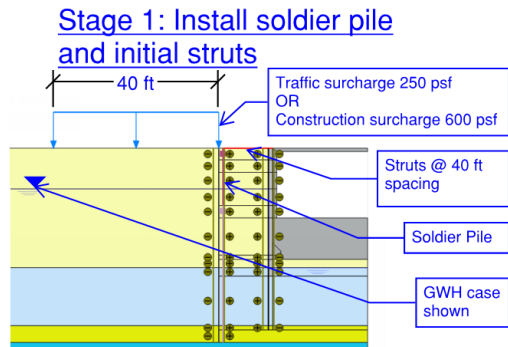 Stage 1: Install soldier pile
and initial struts
40 ft
Traffic surcharge 250 psf
OR
Construction surcharge 600 psf
Struts @ 40 ft
spacing
Soldier Pile
GWH case
shown